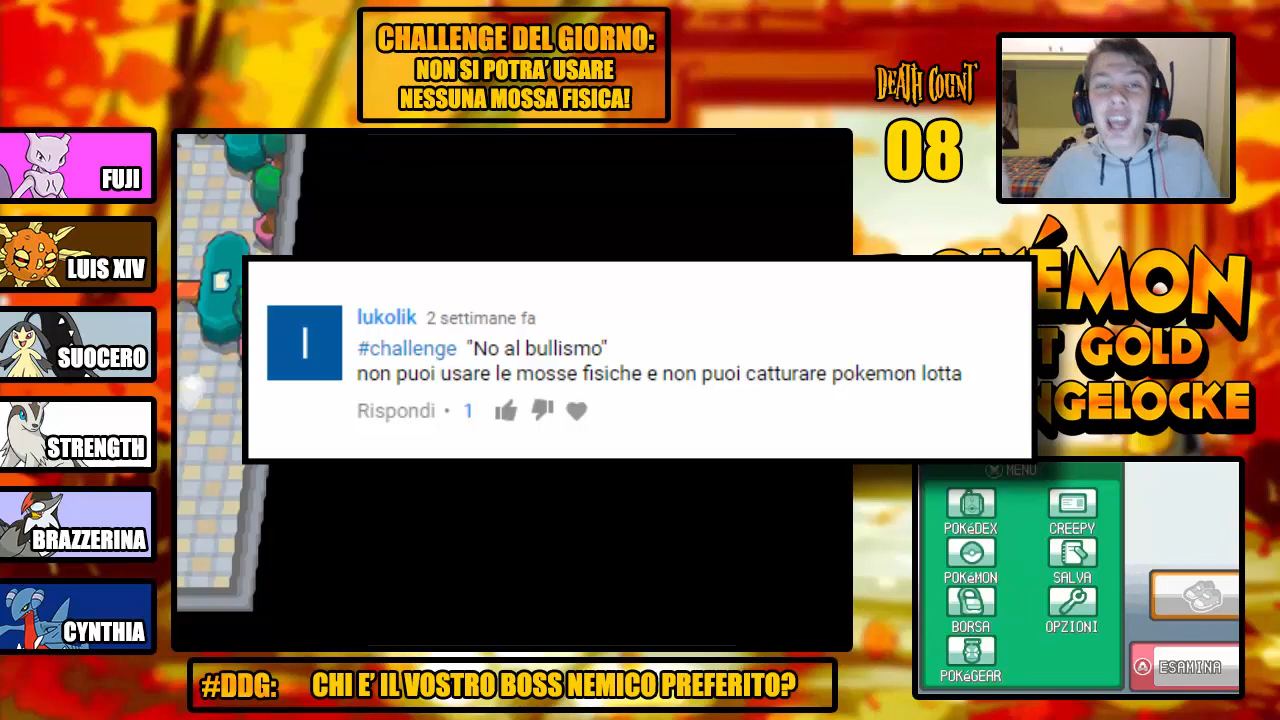 CHALLENGE DEL GIORNO:
NON SI POTRA' USARE
NESSUNA MOSSA FISICA!
DEATH COUNT
08
FUJI
LUIS XIV
SUOCERO
STRENGTH
BRAZZERINA
CYNTHIA
l
lukolik 2 settimane fa
#challenge "No al bullismo"
non puoi usare le mosse fisiche e non puoi catturare pokemon lotta
Rispondi • 1
ÉMON
T GOLD
NGELOCKE
MENU
POKéDEX
CREEPY
POKéMON
SALVA
BORSA
OPZIONI
POKéGEAR
ESAMINA
#DDG: CHI E' IL VOSTRO BOSS NEMICO PREFERITO?